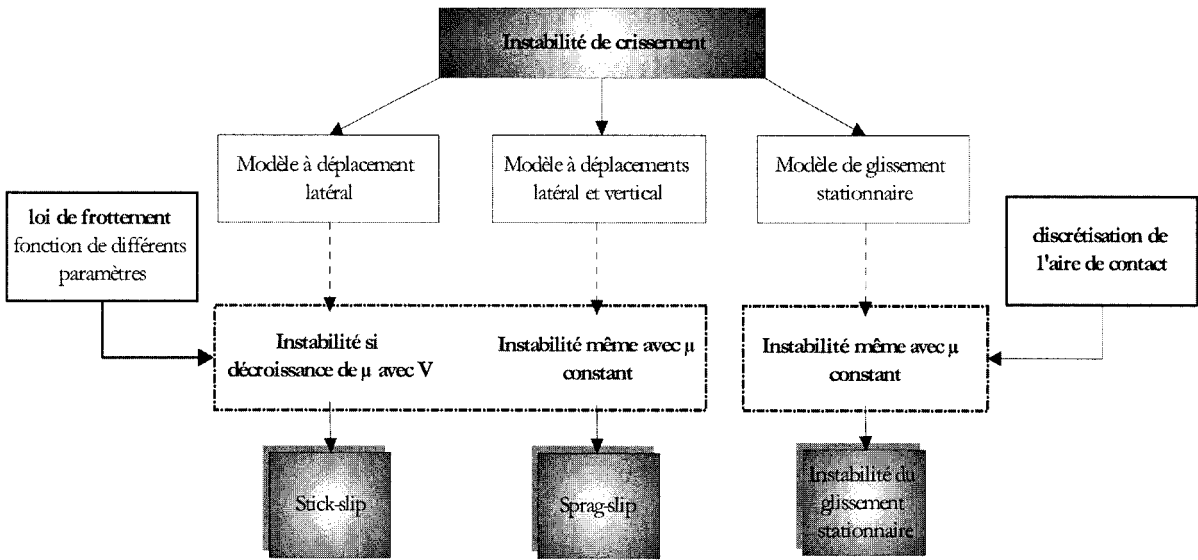 Instabilité de crissement
Modèle à déplacement
latéral
Modèle à déplacements
latéral et vertical
Modèle de glissement
stationnaire
loi de frottement
fonction de différents
paramètres
discrétisation de
l'aire de contact
Instabilité si
décroissance de µ avec V
Instabilité même avec µ
constant
Instabilité même avec µ
constant
Stick-slip
Sprag-slip
Instabilité du
glissement
stationnaire